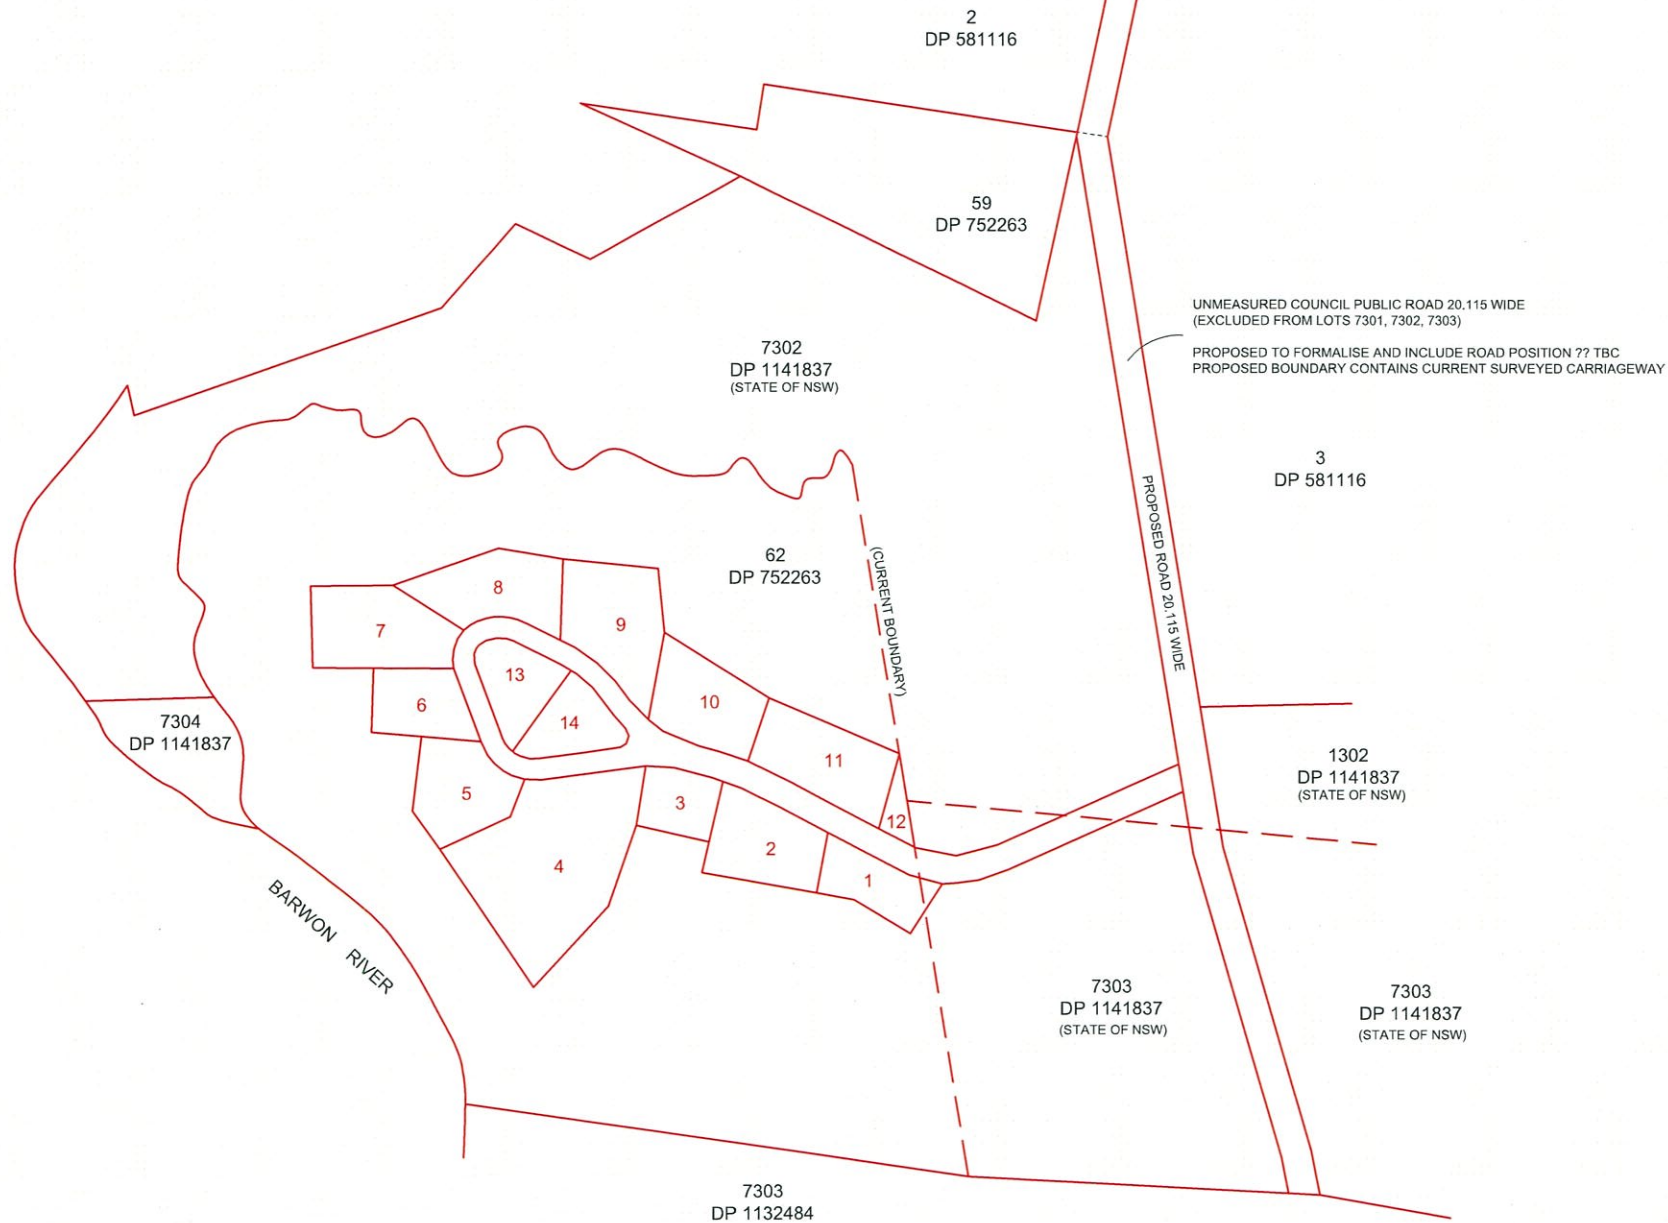 2
DP 581116
59
DP 752263
UNMEASURED COUNCIL PUBLIC ROAD 20.115 WIDE
(EXCLUDED FROM LOTS 7301, 7302, 7303)
PROPOSED TO FORMALISE AND INCLUDE ROAD POSITION ?? TBC
PROPOSED BOUNDARY CONTAINS CURRENT SURVEYED CARRIAGEWAY
7302
DP 1141837
(STATE OF NSW)
3
DP 581116
PROPOSED ROAD 20.115 WIDE
62
DP 752263
(CURRENT BOUNDARY)
8
7
9
13
6
10
14
7304
DP 1141837
11
1302
DP 1141837
(STATE OF NSW)
5
3
12
2
4
1
BARWON RIVER
7303
DP 1141837
(STATE OF NSW)
7303
DP 1141837
(STATE OF NSW)
7303
DP 1132484